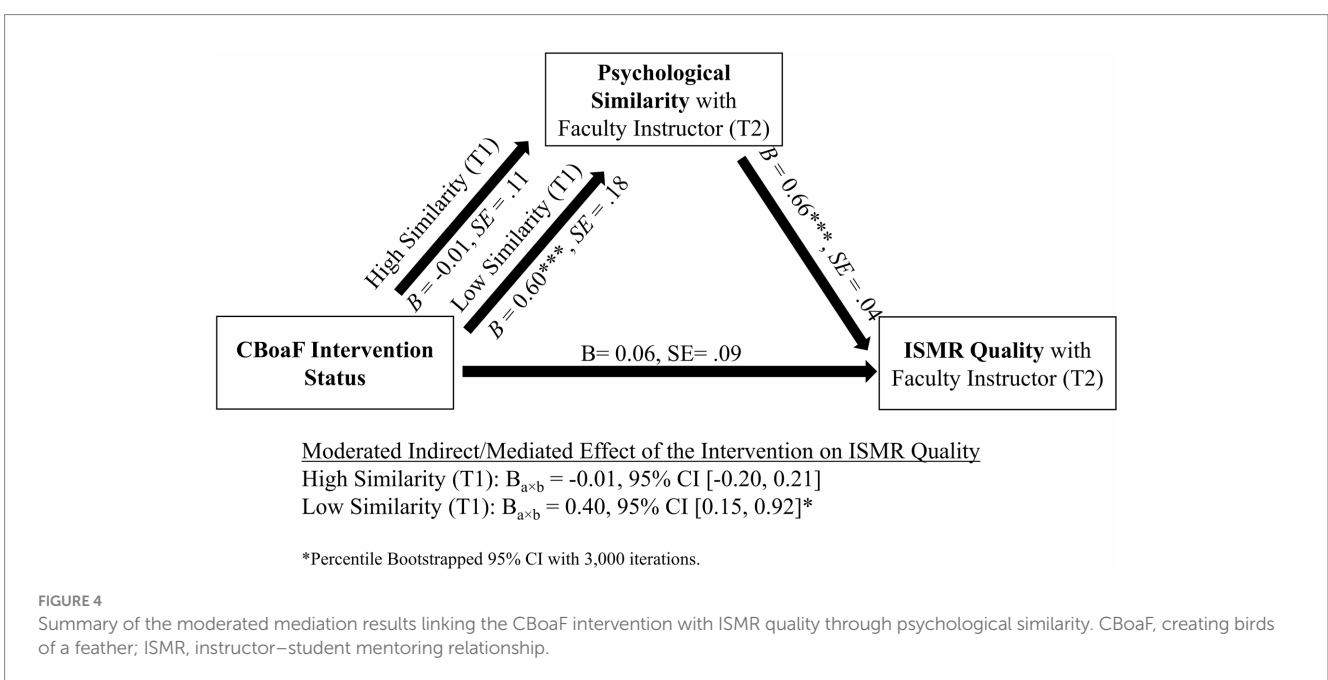 Psychological
Similarity with
Faculty Instructor (T2)
High Similarity (T1)
B = -0.01, SE = .11
Low Similarity (T1)
B = 0.60***, SE = .18
B = 0.66***, SE = .04
CBoaF Intervention
Status
B= 0.06, SE= .09
ISMR Quality with
Faculty Instructor (T2)
Moderated Indirect/Mediated Effect of the Intervention on ISMR Quality
High Similarity (T1): Ba×b = -0.01, 95% CI [-0.20, 0.21]
Low Similarity (T1): Ba×b = 0.40, 95% CI [0.15, 0.92]*
*Percentile Bootstrapped 95% CI with 3,000 iterations.
FIGURE 4
Summary of the moderated mediation results linking the CBoaF intervention with ISMR quality through psychological similarity. CBoaF, creating birds
of a feather; ISMR, instructor–student mentoring relationship.